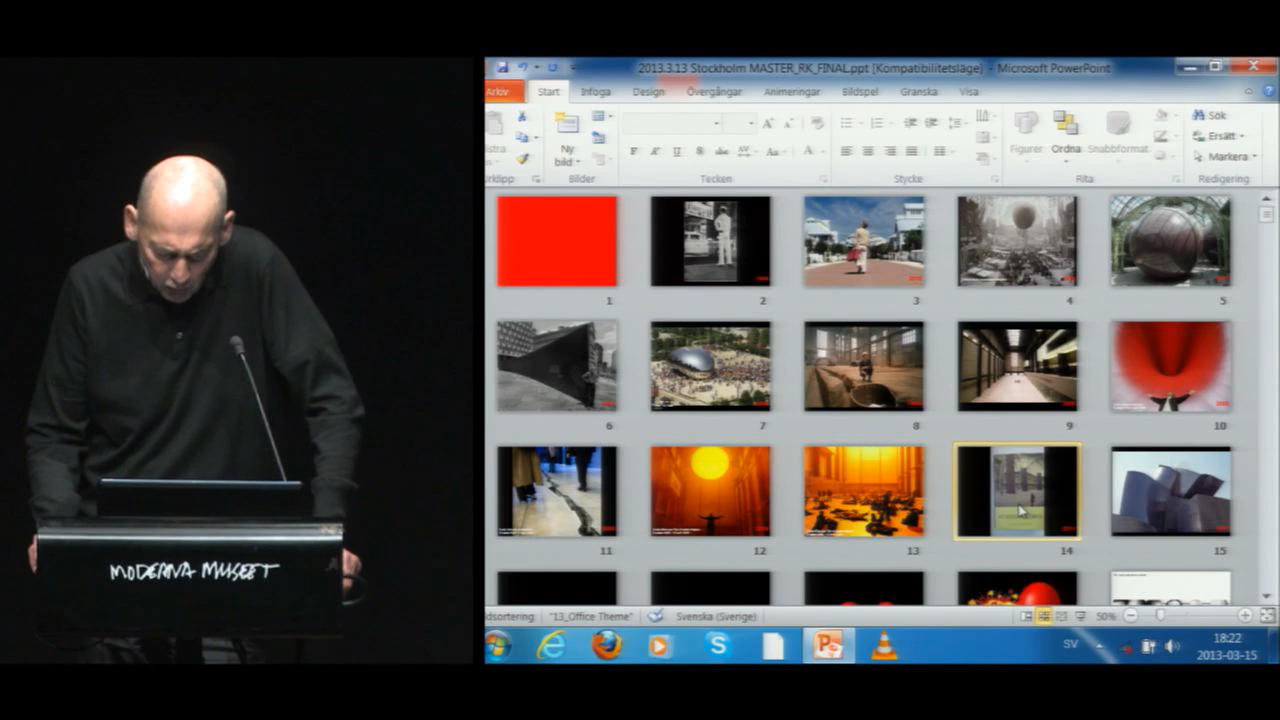 MODERNA MUSEET
2013.3.13 Stockholm MASTER_RK_FINAL.ppt [Kompatibilitetsläge] - Microsoft PowerPoint
Arkiv Start Infoga Design Övergångar Animeringar Bildspel Granska Visa
Ny
bild
Figurer Ordna Snabbformat
Sök
Ersätt
Markera
Bilder Tecken Stycke Rita Redigering
1 2 3 4 5
6 7 8 9 10
11 12 13 14 15
dsortering "13_Office Theme" Svenska (Sverige) 50%
SV 18:22
2013-03-15